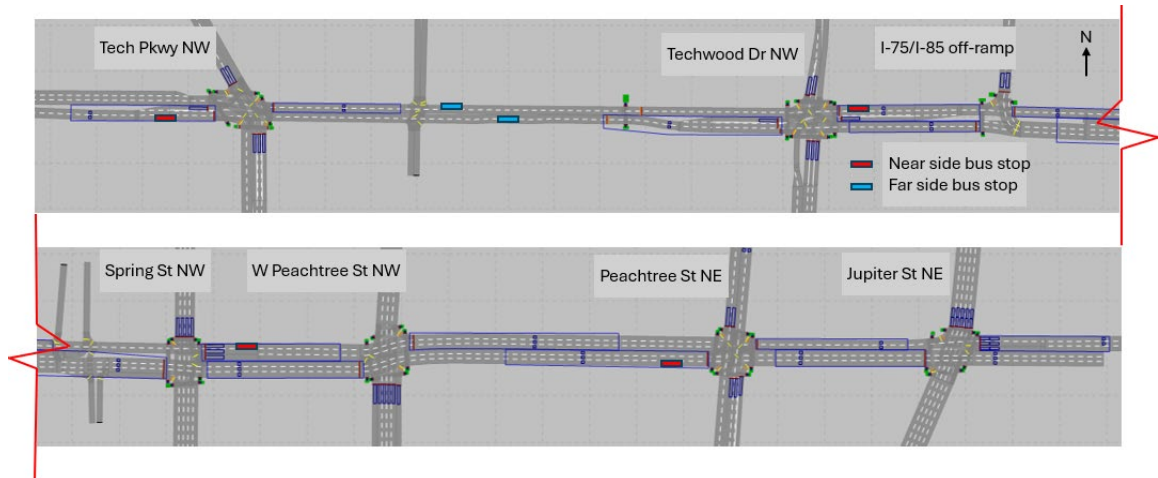 Tech Pkwy NW
Techwood Dr NW
I-75/I-85 off-ramp
N
Near side bus stop
Far side bus stop
Spring St NW
W Peachtree St NW
Peachtree St NE
Jupiter St NE